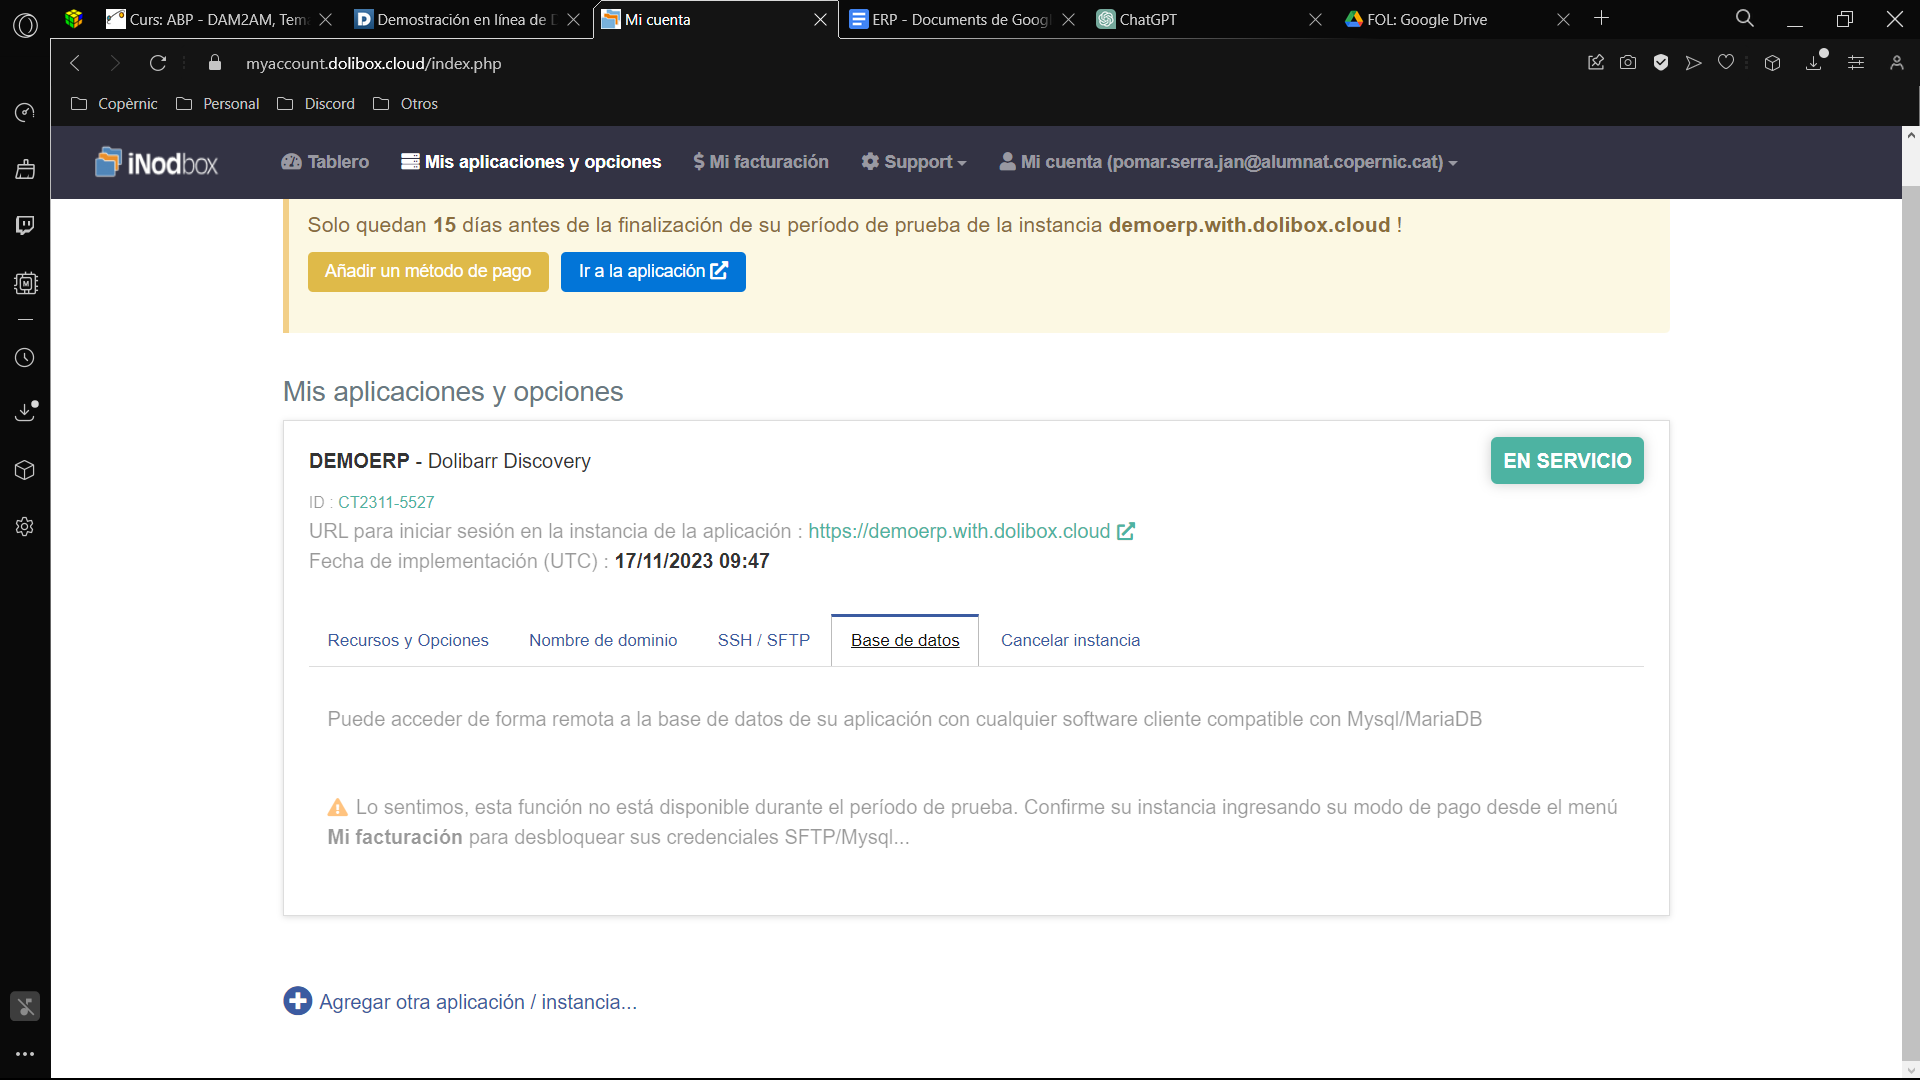 Curs: ABP - DAM2AM, Tem
Demostración en línea de D
Mi cuenta
ERP - Documents de Googl
ChatGPT
FOL: Google Drive
myaccount.dolibox.cloud/index.php
Copèrnic
Personal
Discord
Otros
iNodbox
Tablero
Mis aplicaciones y opciones
$ Mi facturación
Support
Mi cuenta (pomar.serra.jan@alumnat.copernic.cat)
Solo quedan 15 días antes de la finalización de su período de prueba de la instancia demoerp.with.dolibox.cloud !
Añadir un método de pago
Ir a la aplicación
Mis aplicaciones y opciones
DEMOERP - Dolibarr Discovery
EN SERVICIO
ID : CT2311-5527
URL para iniciar sesión en la instancia de la aplicación : https://demoerp.with.dolibox.cloud
Fecha de implementación (UTC) : 17/11/2023 09:47
Recursos y Opciones
Nombre de dominio
SSH / SFTP
Base de datos
Cancelar instancia
Puede acceder de forma remota a la base de datos de su aplicación con cualquier software cliente compatible con Mysql/MariaDB
Lo sentimos, esta función no está disponible durante el período de prueba. Confirme su instancia ingresando su modo de pago desde el menú
Mi facturación para desbloquear sus credenciales SFTP/Mysql...
Agregar otra aplicación / instancia...